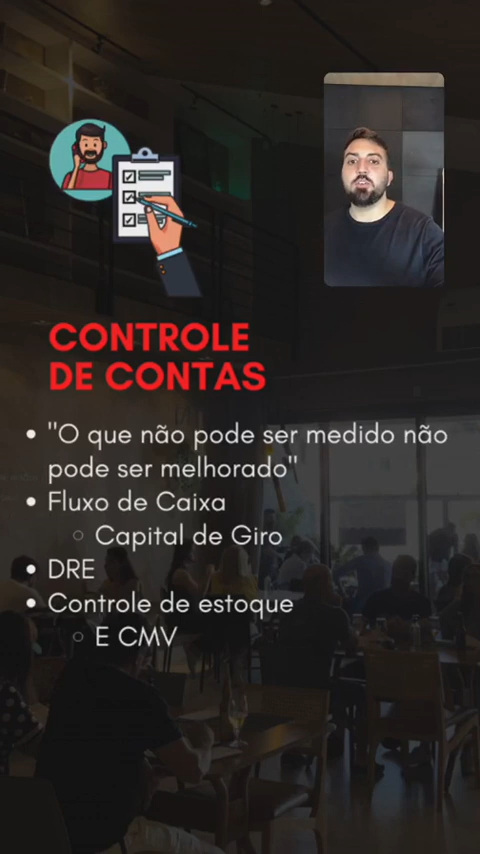 CONTROLE
DE CONTAS
• "O que não pode ser medido não
pode ser melhorado"
• Fluxo de Caixa
○ Capital de Giro
• DRE
• Controle de estoque
○ E CMV